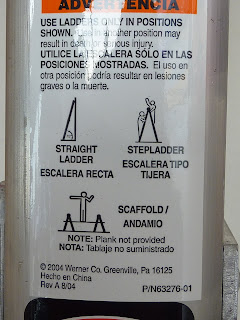 ADVERTENCIA
USE LADDERS ONLY IN POSITIONS
SHOWN. Use in another position may
result in death or serious injury.
UTILICE LA ESCALERA SÓLO EN LAS
POSICIONES MOSTRADAS. El uso en
otra posición podría resultar en lesiones
graves o la muerte.
STRAIGHT
LADDER
ESCALERA RECTA
STEPLADDER
ESCALERA TIPO
TIJERA
SCAFFOLD /
ANDAMIO
NOTE: Plank not provided
NOTA: Tablaje no suministrado
© 2004 Werner Co. Greenville, Pa 16125
Hecho en China
Rev A 8/04
P/N63276-01